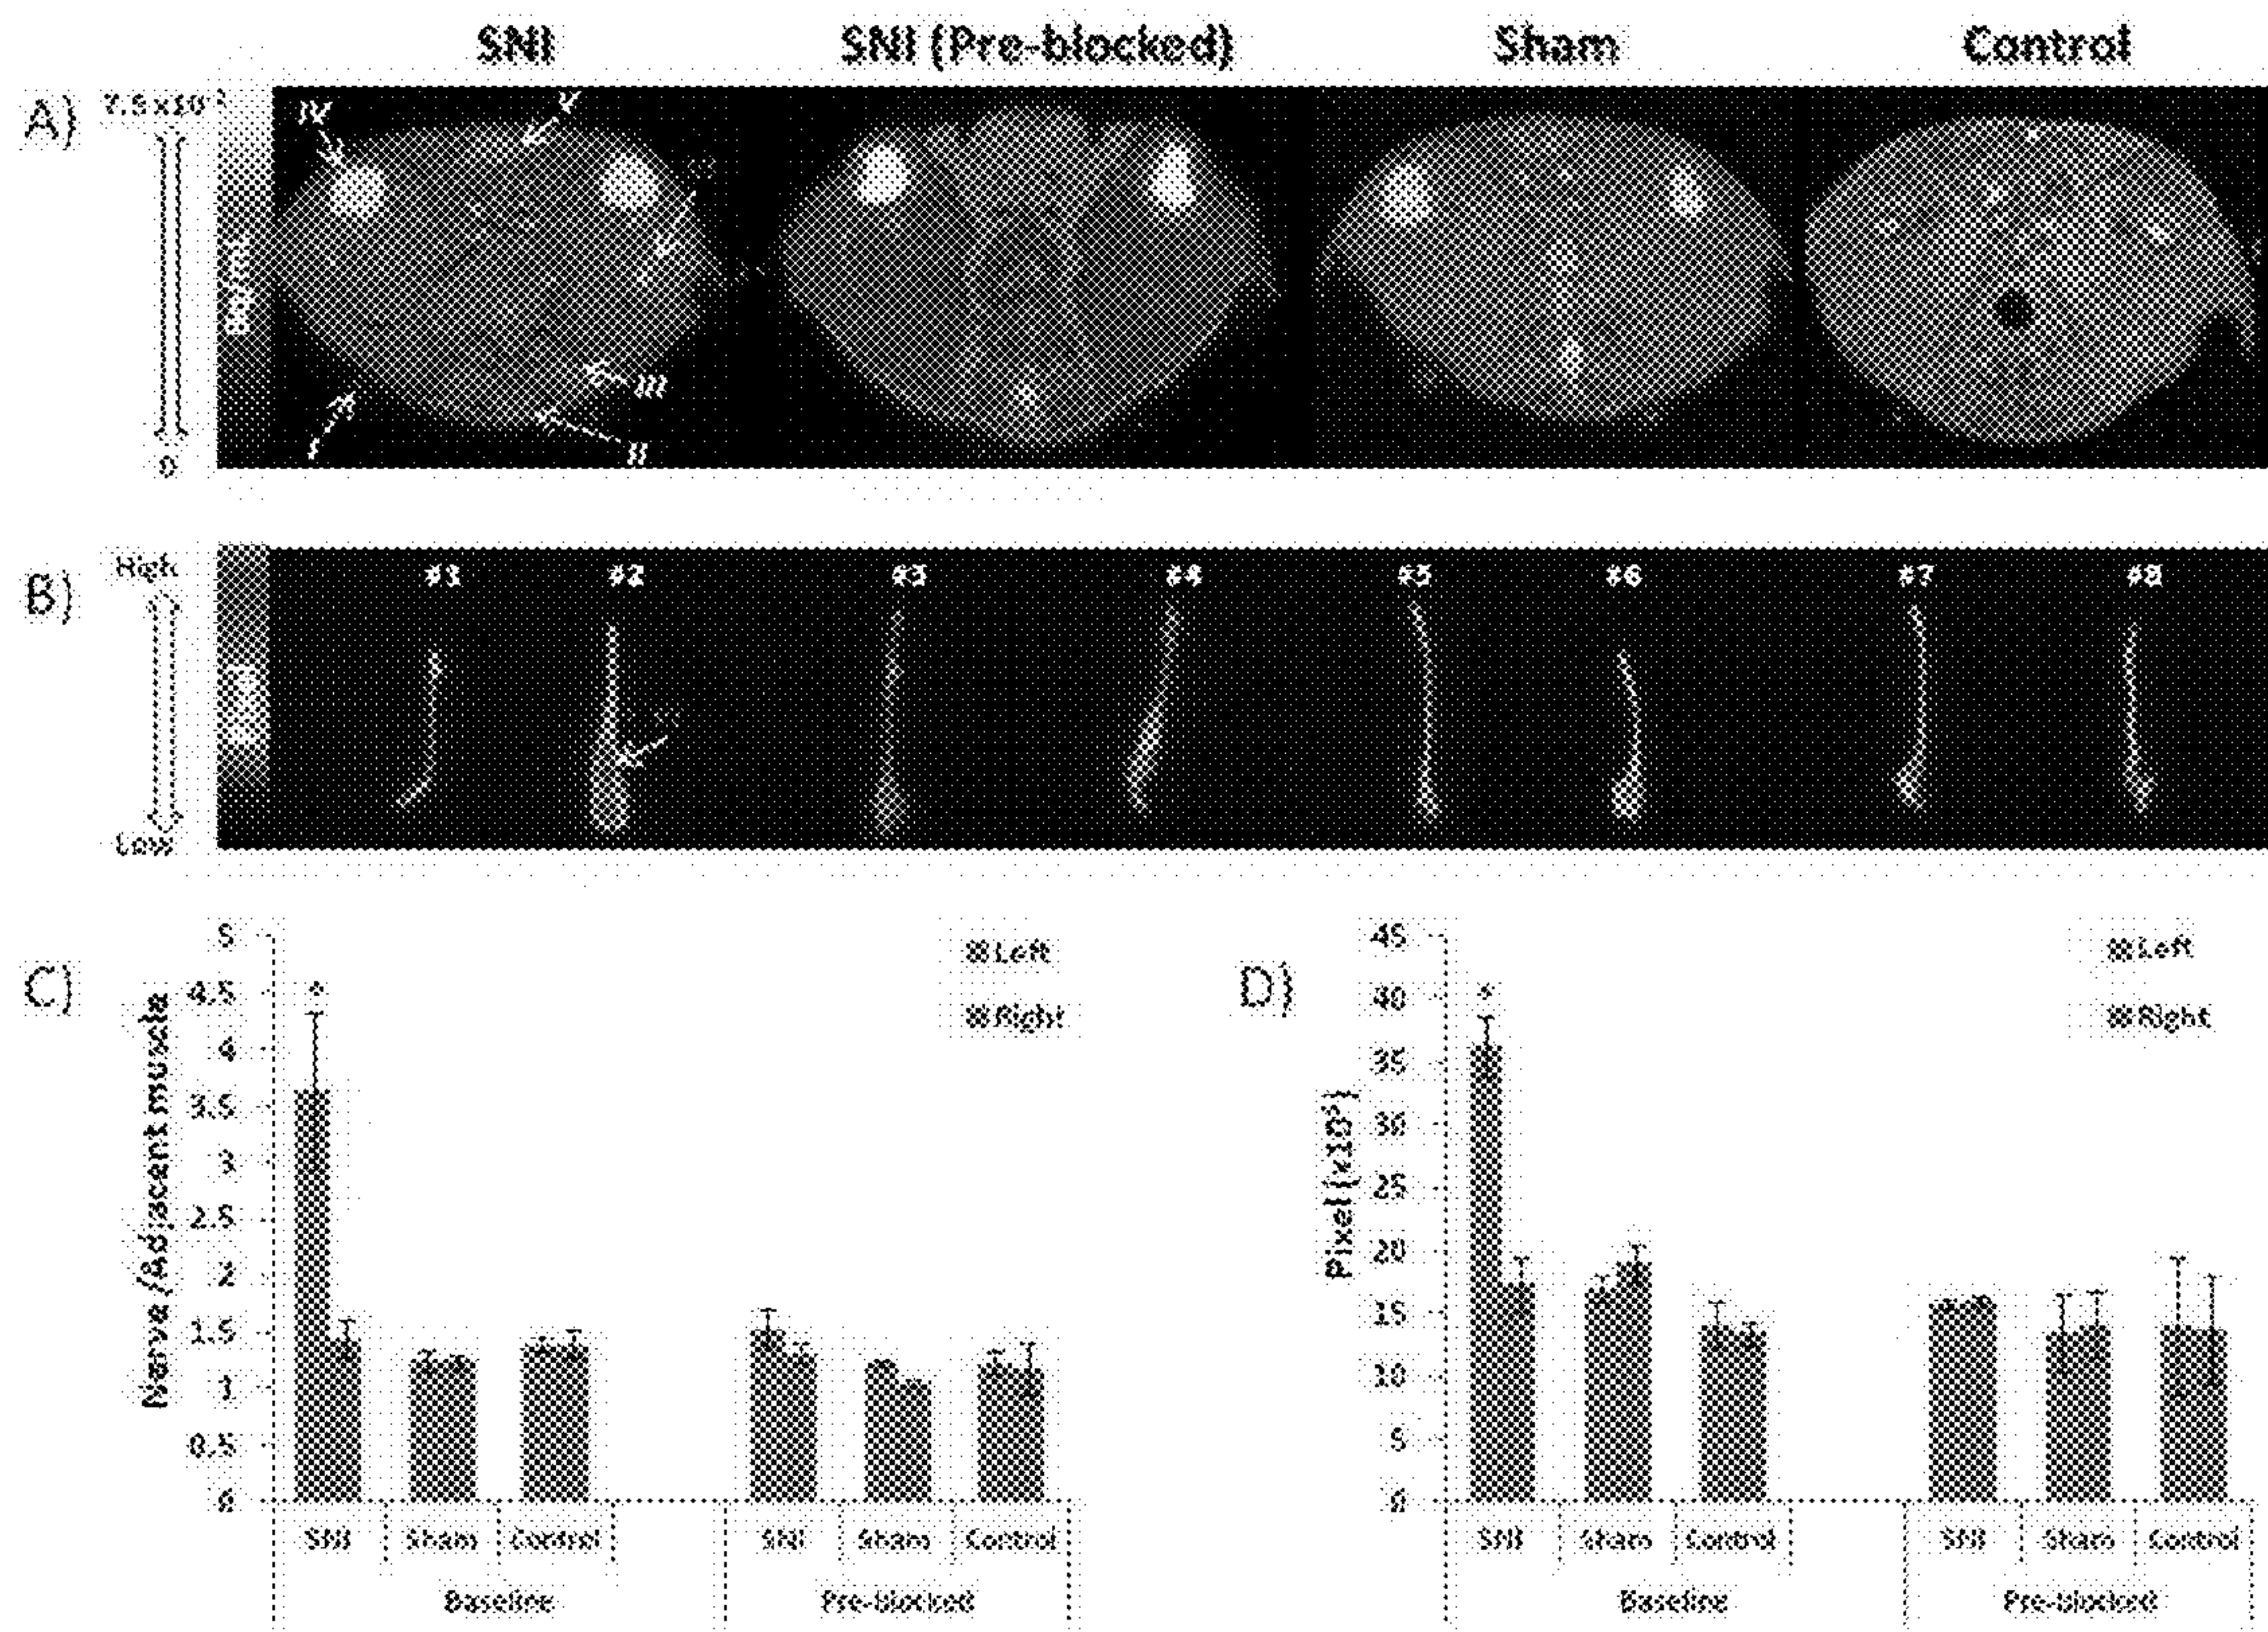 SNI SNI (Pre-blocked) Sham Control
A)
IV V
III
I II
0
B)
High
Low
#1 #2 #3 #4 #5 #6 #7 #8
C)
Nerve /Adjascent muscle
5
4.5
4
3.5
3
2.5
2
1.5
1
0.5
0
Left
Right
SNI Sham Control SNI Sham Control
Baseline Pre-blocked
D)
45
40
35
30
25
20
15
10
5
0
Left
Right
SNI Sham Control SNI Sham Control
Baseline Pre-blocked